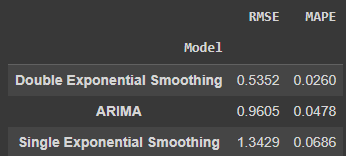 RMSE MAPE
Model
Double Exponential Smoothing 0.5352 0.0260
ARIMA 0.9605 0.0478
Single Exponential Smoothing 1.3429 0.0686